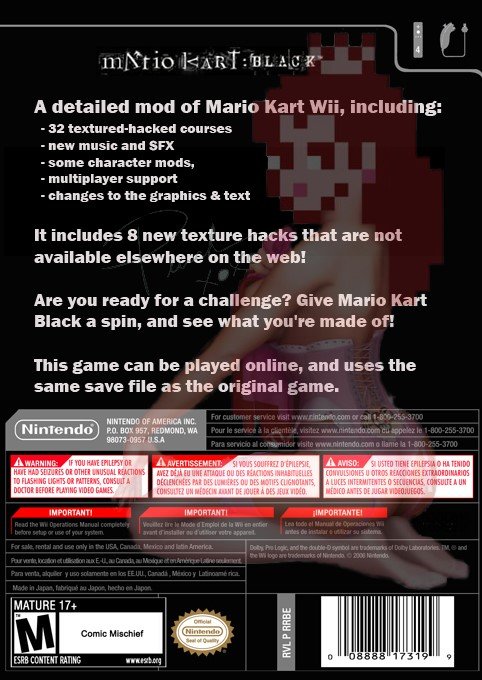 4
mArio kArt: BLACK
A detailed mod of Mario Kart Wii, including:
- 32 textured-hacked courses
- new music and SFX
- some character mods,
- multiplayer support
- changes to the graphics & text
It includes 8 new texture hacks that are not
available elsewhere on the web!
Are you ready for a challenge? Give Mario Kart
Black a spin, and see what you're made of!
This game can be played online, and uses the
same save file as the original game.
Nintendo
NINTENDO OF AMERICA INC.
P.O. BOX 957, REDMOND, WA
98073-0957 U.S.A
For customer service visit www.nintendo.com or call 1-800-255-3700
Pour le service à la clientèle, visitez www.nintendo.com ou appelez le 1-800-255-3700
Para servicio al consumidor visite www.nintendo.com o llame la 1-800-255-3700
WARNING: IF YOU HAVE EPILEPSY OR
HAVE HAD SEIZURES OR OTHER UNUSUAL REACTIONS
TO FLASHING LIGHTS OR PATTERNS, CONSULT A
DOCTOR BEFORE PLAYING VIDEO GAMES.
AVERTISSEMENT: SI VOUS SOUFFREZ D'ÉPILEPSIE,
AVEZ DÉJÀ EU UNE ATTAQUE OU DES RÉACTIONS INHABITUELLES
DÉCLENCHÉES PAR DES LUMIÈRES OU DES MOTIFS CLIGNOTANTS,
CONSULTEZ UN MÉDECIN AVANT DE JOUER À DES JEUX VIDÉO.
AVISO: SI USTED TIENE EPILEPSIA O HA TENIDO
CONVULSIONES U OTROS REACCIONES EXTRAORDINARIOS
A LUCES INTERMITENTES O SECUENCIAS, CONSULTE A UN
MÉDICO ANTES DE JUGAR VIDEOJUEGOS.
IMPORTANT!
Read the Wii Operations Manual completely
before setup or use of your system.
IMPORTANT!
Veuillez lire le Mode d'Emploi de la Wii en entier
avant d'installer ou d'utiliser votre appareil.
¡IMPORTANTE!
Lea todo el Manual de Operaciones Wii
antes de instalar o utilizar su sistema.
For sale, rental and use only in the USA, Canada, Mexico and latin America.
Pour vente, location et utilisation aux E.-U., au Canada, au Mexique et en Amérique Latine seulement.
Para venta, alquiler y uso solamente en los EE.UU., Canadá, México y Latinoamérica.
Made in Japan, fabriqué au Japon, hecho en Japon.
Dolby, Pro Logic, and the double-D symbol are trademarks of Dolby Laboratories. TM, ® and
the Wii logo are trademarks of Nintendo. © 2006 Nintendo.
MATURE 17+
M
Comic Mischief
ESRB CONTENT RATING www.esrb.org
Official
Nintendo
Seal of Quality
RVL P RRBE
0 08888 17319 9